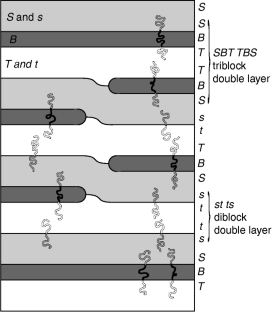 S and s
B
T and t
S
S
B
T
T
B
S
s
t
T
B
S
s
t
t
s
S
B
T
SBT TBS
triblock
double layer
st ts
diblock
double layer